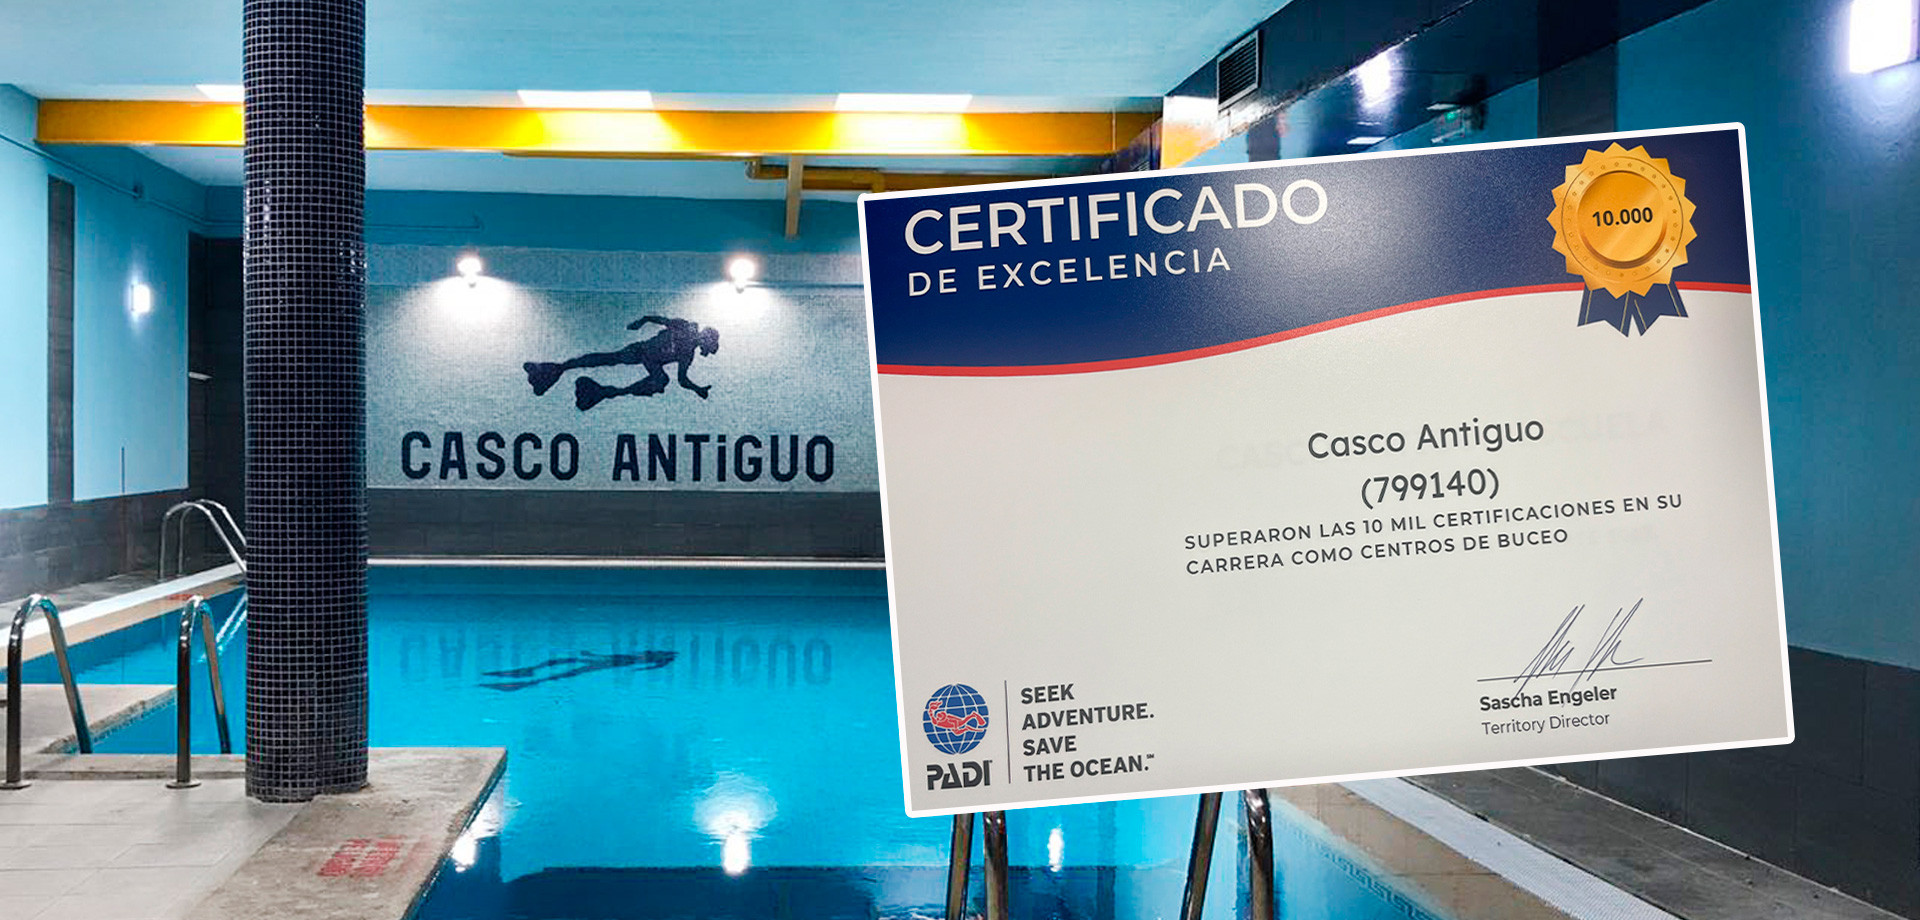 CASCO ANTiGUO
CERTIFICADO
DE EXCELENCIA
10.000
Casco Antiguo
(799140)
SUPERARON LAS 10 MIL CERTIFICACIONES EN SU
CARRERA COMO CENTROS DE BUCEO
Sascha Engeler
Territory Director
PADI
SEEK
ADVENTURE.
SAVE
THE OCEAN.℠